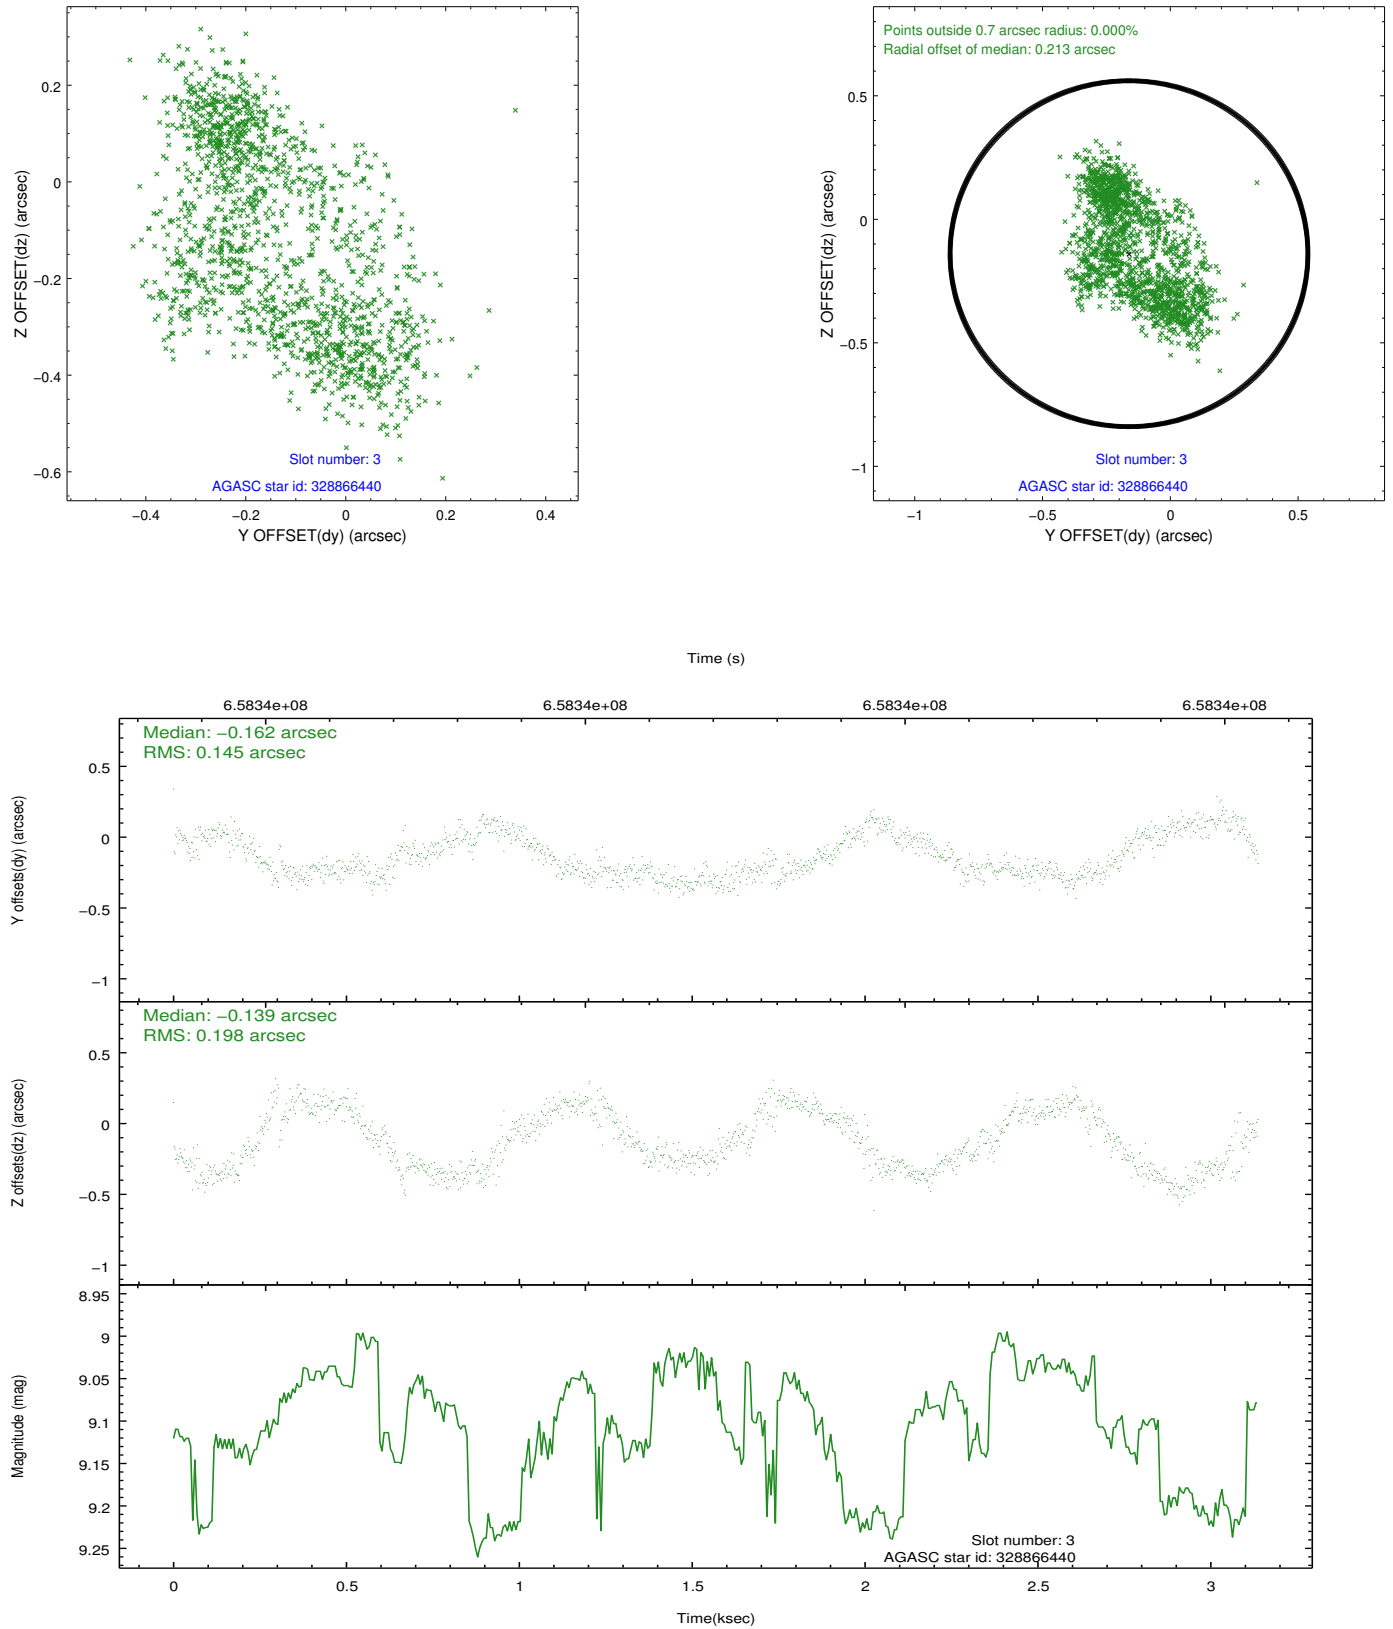 0.2
0
−0.2
−0.4
−0.6
Z OFFSET(dz) (arcsec)
Slot number: 3
AGASC star id: 328866440
−0.4
−0.2
0
0.2
0.4
Y OFFSET(dy) (arcsec)
Points outside 0.7 arcsec radius: 0.000%
Radial offset of median: 0.213 arcsec
0.5
0
−0.5
−1
Z OFFSET(dz) (arcsec)
Slot number: 3
AGASC star id: 328866440
−1
−0.5
0
0.5
Y OFFSET(dy) (arcsec)
Time (s)
6.5834e+08
6.5834e+08
6.5834e+08
6.5834e+08
Median: −0.162 arcsec
RMS: 0.145 arcsec
0.5
0
−0.5
−1
Y offsets(dy) (arcsec)
Median: −0.139 arcsec
RMS: 0.198 arcsec
0.5
0
−0.5
−1
Z offsets(dz) (arcsec)
8.95
9
9.05
9.1
9.15
9.2
9.25
Magnitude (mag)
Slot number: 3
AGASC star id: 328866440
0
0.5
1
1.5
2
2.5
3
Time(ksec)